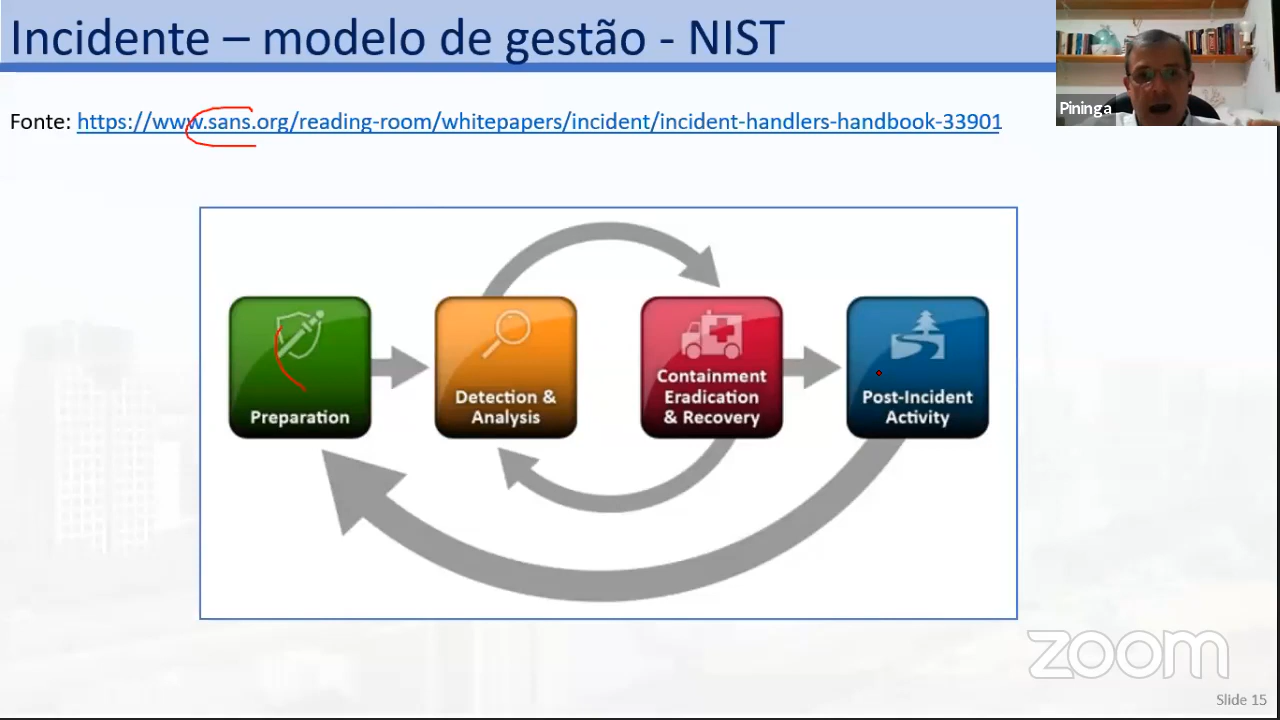 Incidente – modelo de gestão - NIST
Pininga
Fonte: https://www.sans.org/reading-room/whitepapers/incident/incident-handlers-handbook-33901
Preparation
Detection &
Analysis
Containment
Eradication
& Recovery
Post-Incident
Activity
zoom
Slide 15